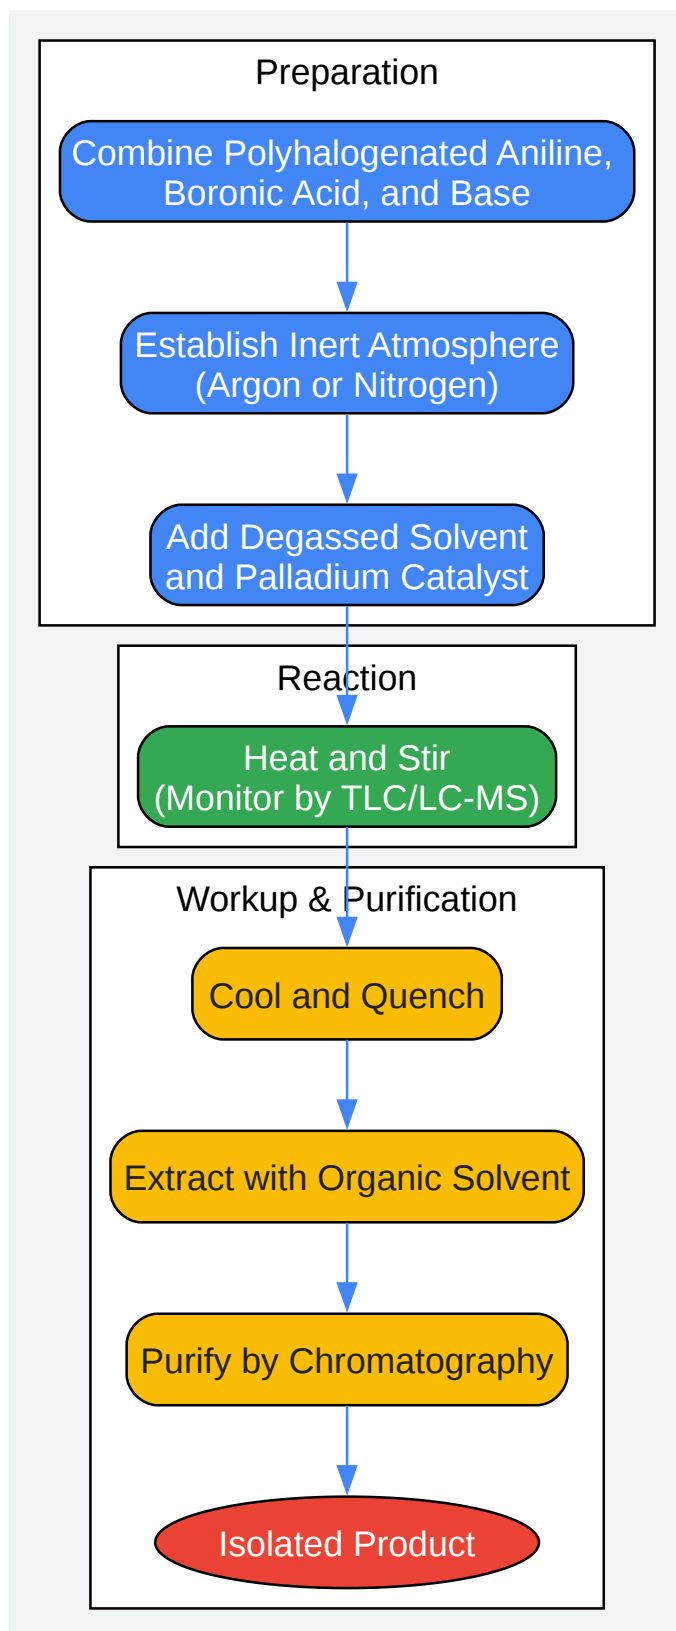 Preparation
Combine Polyhalogenated Aniline,
Boronic Acid, and Base
Establish Inert Atmosphere
(Argon or Nitrogen)
Add Degassed Solvent
and Palladium Catalyst
Reaction
Heat and Stir
(Monitor by TLC/LC-MS)
Workup & Purification
Cool and Quench
Extract with Organic Solvent
Purify by Chromatography
Isolated Product